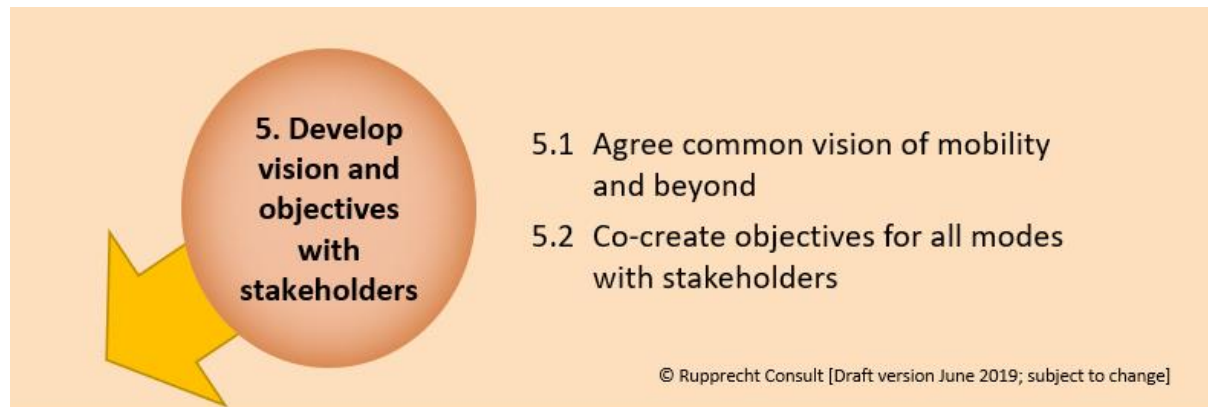 5. Develop
vision and
objectives
with
stakeholders
5.1 Agree common vision of mobility
and beyond
5.2 Co-create objectives for all modes
with stakeholders
© Rupprecht Consult [Draft version June 2019; subject to change]